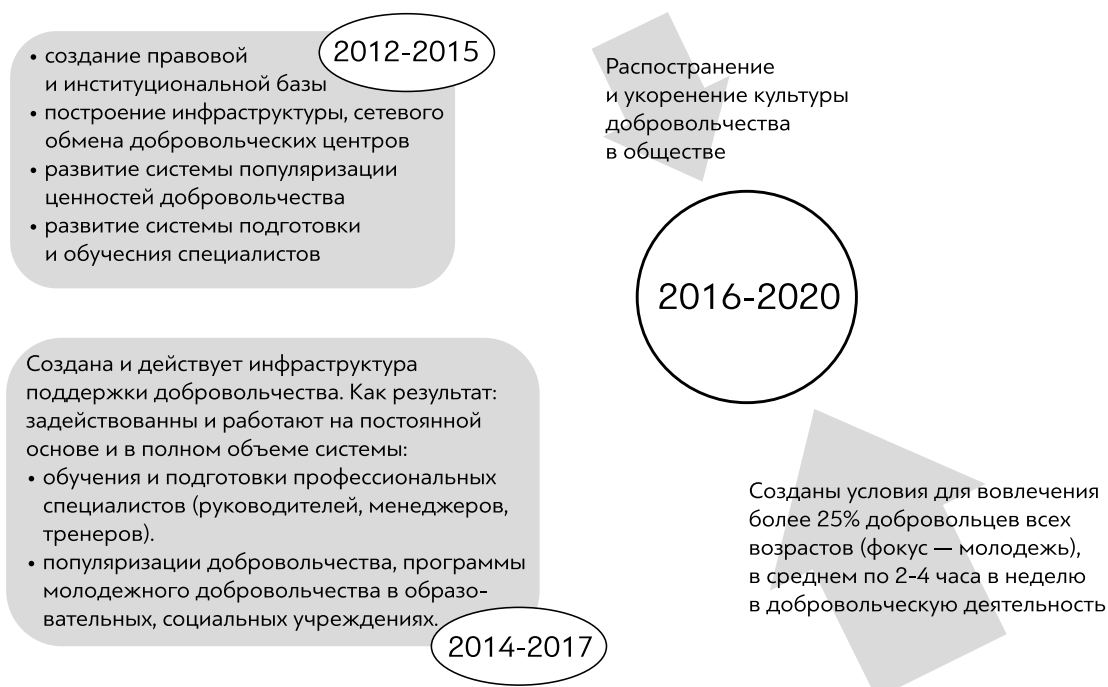 2012-2015
• создание правовой
и институциональной базы
• построение инфраструктуры, сетевого
обмена добровольческих центров
• развитие системы популяризации
ценностей добровольчества
• развитие системы подготовки
и обучесния специалистов
Распостранение
и укоренение культуры
добровольчества
в обществе
2016-2020
Создана и действует инфраструктура
поддержки добровольчества. Как результат:
задействованны и работают на постоянной
основе и в полном объеме системы:
• обучения и подготовки профессиональных
специалистов (руководителей, менеджеров,
тренеров).
• популяризации добровольчества, программы
молодежного добровольчества в образо-
вательных, социальных учреждениях.
2014-2017
Созданы условия для вовлечения
более 25% добровольцев всех
возрастов (фокус — молодежь),
в среднем по 2-4 часа в неделю
в добровольческую деятельность